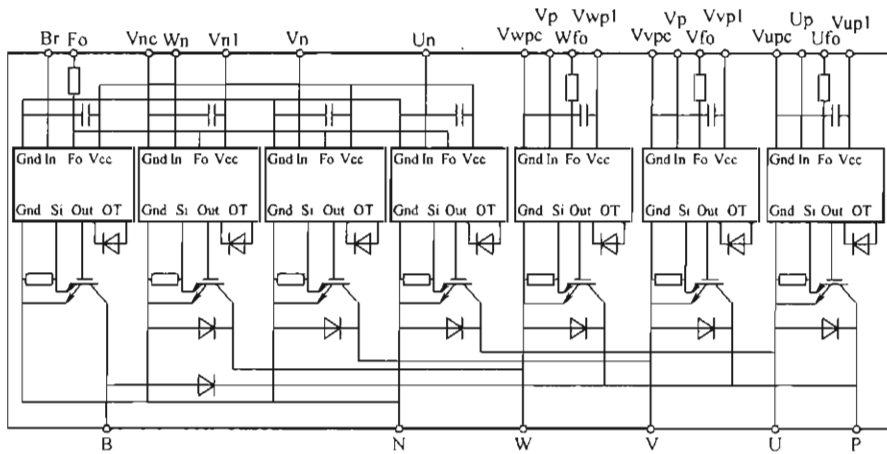 Vp Vwp1 Vp Vvp1 Up Vup1
Br Fo Vnc Wn Vn1 Vn Un Vwpc Wfo Vvpc Vfo Vupc Ufo
Gnd In Fo Vcc Gnd In Fo Vcc Gnd In Fo Vcc Gnd In Fo Vcc Gnd In Fo Vcc Gnd In Fo Vcc Gnd In Fo Vcc
Gnd Si Out OT Gnd Si Out OT Gnd Si Out OT Gnd Si Out OT Gnd Si Out OT Gnd Si Out OT Gnd Si Out OT
B N W V U P